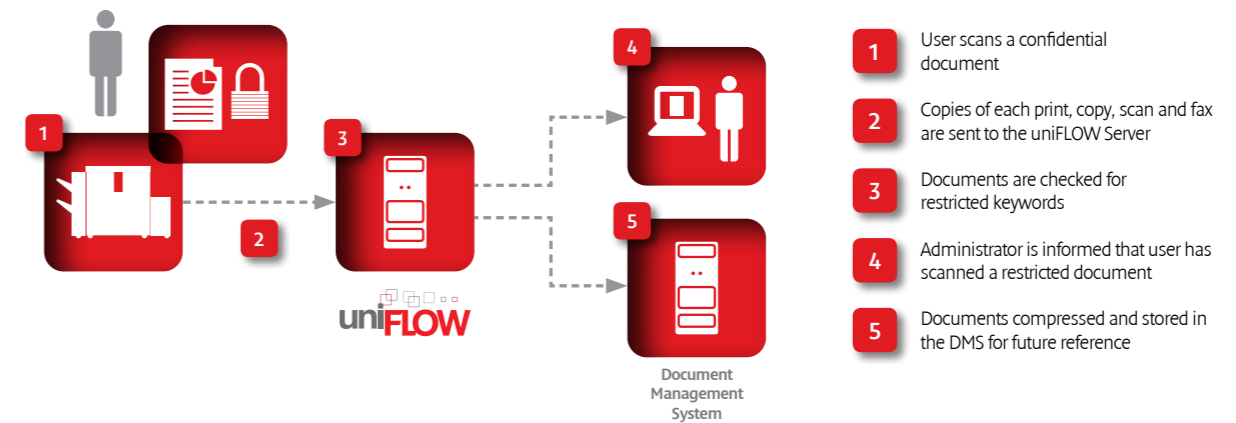 1
2
3
uniFLOW
4
5
Document
Management
System
1
User scans a confidential
document
2
Copies of each print, copy, scan and fax
are sent to the uniFLOW Server
3
Documents are checked for
restricted keywords
4
Administrator is informed that user has
scanned a restricted document
5
Documents compressed and stored in
the DMS for future reference